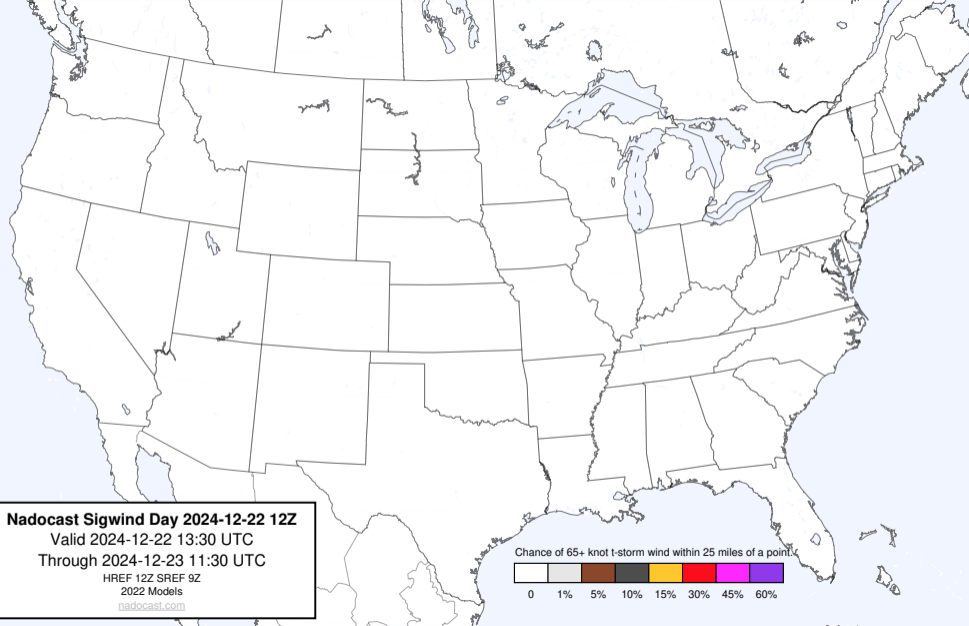 Nadocast Sigwind Day 2024-12-22 12Z
Valid 2024-12-22 13:30 UTC
Through 2024-12-23 11:30 UTC
HREF 12Z SREF 9Z
2022 Models
nadocast.com
Chance of 65+ knot t-storm wind within 25 miles of a point.
0 1% 5% 10% 15% 30% 45% 60%